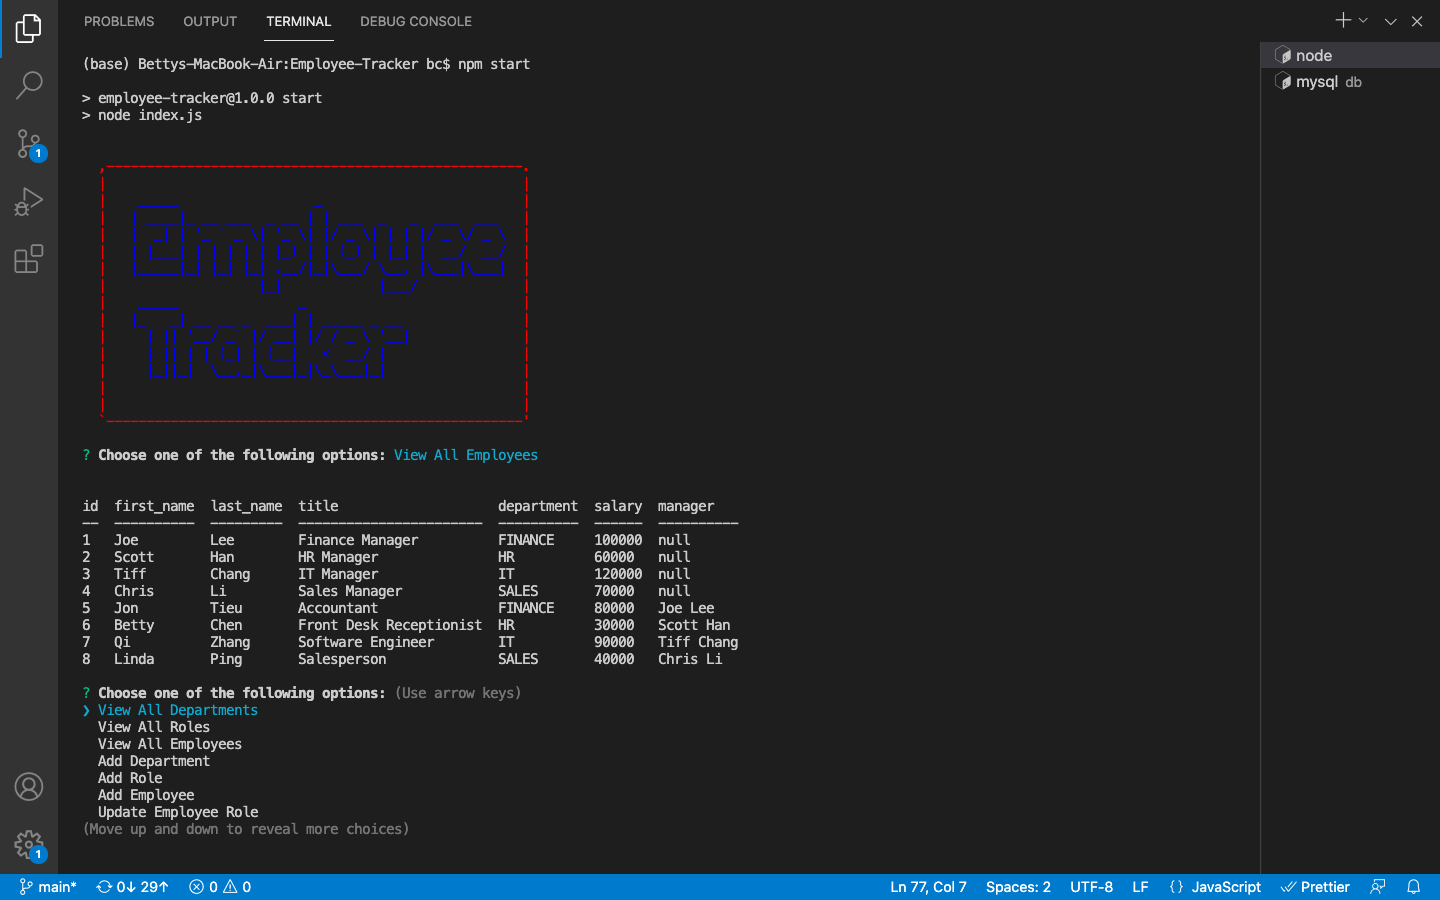 PROBLEMS OUTPUT TERMINAL DEBUG CONSOLE
(base) Bettys-MacBook-Air:Employee-Tracker bc$ npm start
> employee-tracker@1.0.0 start
> node index.js
Employee
Tracker
? Choose one of the following options: View All Employees
id first_name last_name title department salary manager
-- ---------- --------- ----------------------- ---------- ------ ----------
1 Joe Lee Finance Manager FINANCE 100000 null
2 Scott Han HR Manager HR 60000 null
3 Tiff Chang IT Manager IT 120000 null
4 Chris Li Sales Manager SALES 70000 null
5 Jon Tieu Accountant FINANCE 80000 Joe Lee
6 Betty Chen Front Desk Receptionist HR 30000 Scott Han
7 Qi Zhang Software Engineer IT 90000 Tiff Chang
8 Linda Ping Salesperson SALES 40000 Chris Li
? Choose one of the following options: (Use arrow keys)
❯ View All Departments
View All Roles
View All Employees
Add Department
Add Role
Add Employee
Update Employee Role
(Move up and down to reveal more choices)
node
mysql db
1
1
main* 0↓ 29↑ 0 0 Ln 77, Col 7 Spaces: 2 UTF-8 LF {} JavaScript Prettier